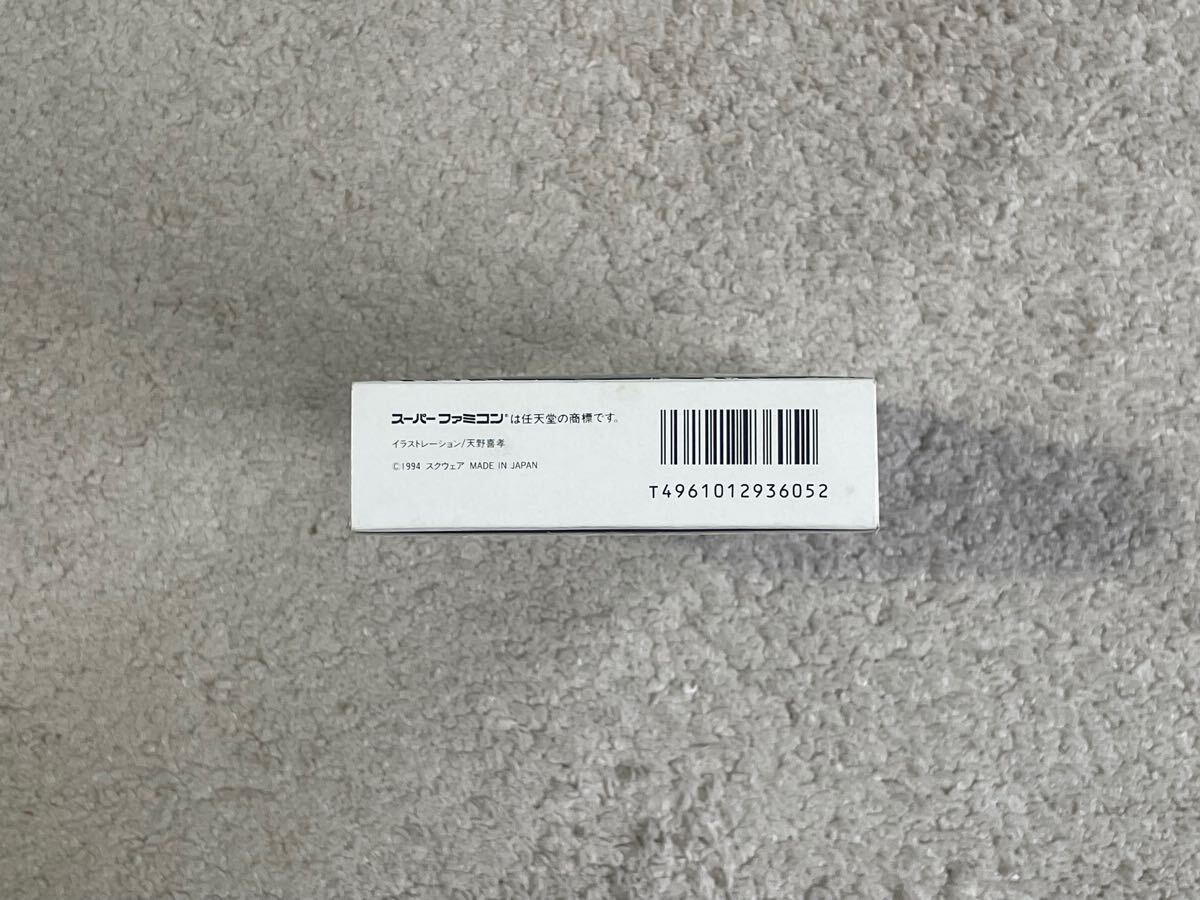 スーパーファミコン®は任天堂の商標です。
イラストレーション/天野喜孝
©1994 スクウェア MADE IN JAPAN
T4961012936052